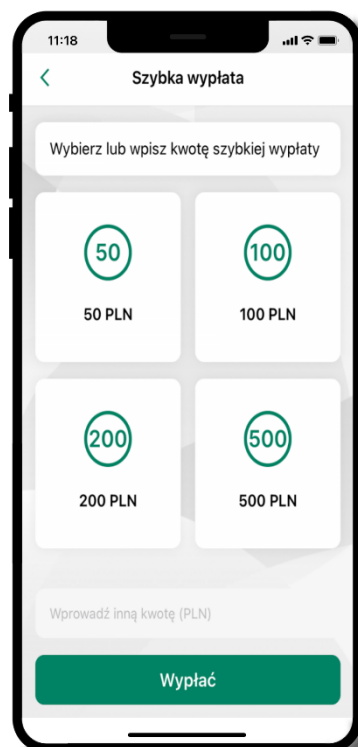 11:18
Szybka wypłata
Wybierz lub wpisz kwotę szybkiej wypłaty
50 100
50 PLN 100 PLN
200 500
200 PLN 500 PLN
Wprowadź inną kwotę (PLN)
Wypłać